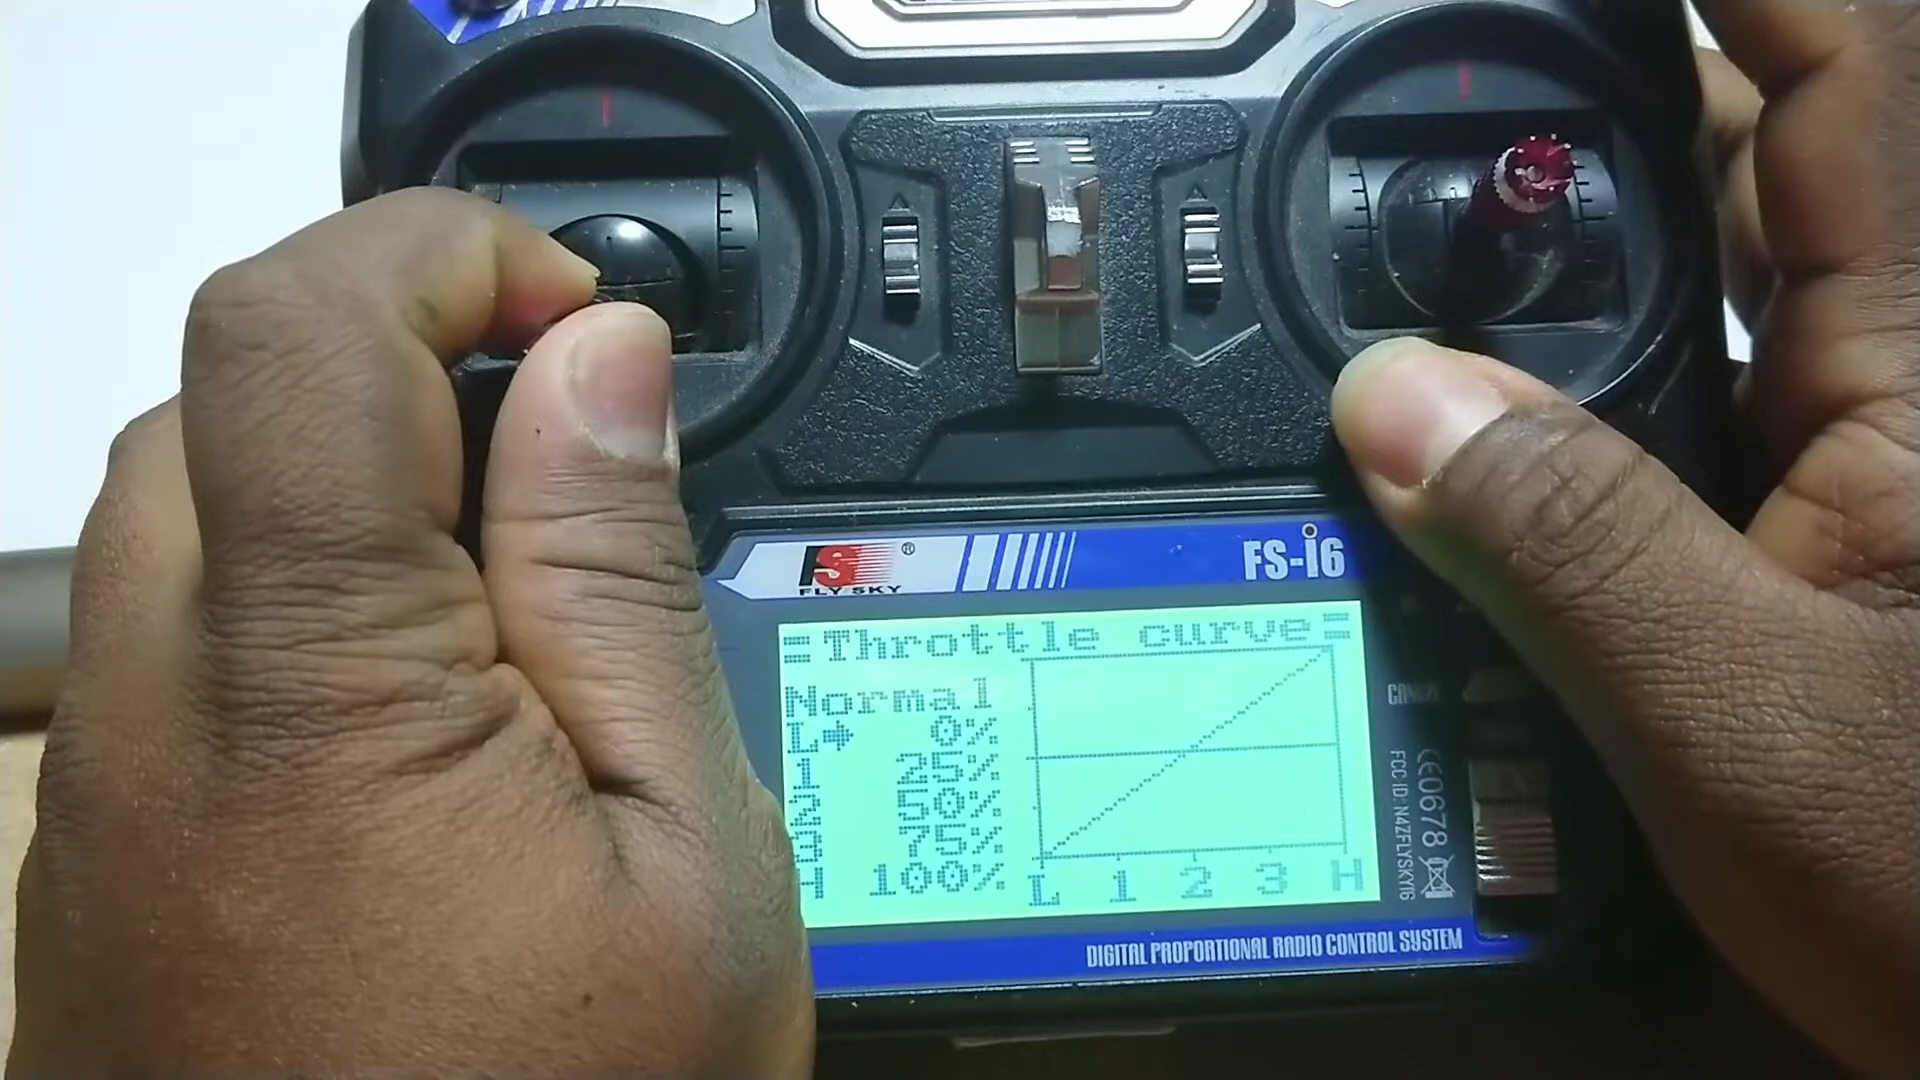 FS ®
FLY SKY
FS-i6
=Throttle curve=
Normal
L→ 0%
1 25%
2 50%
3 75%
H 100%
L 1 2 3 H
CE0678
FCC ID:N4ZFLYSKYI6
DIGITAL PROPORTIONAL RADIO CONTROL SYSTEM